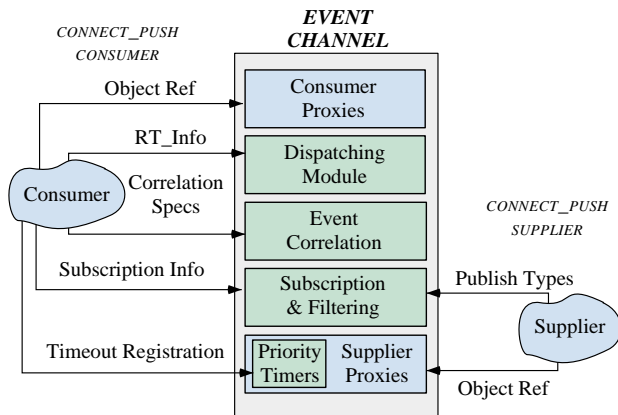 EVENT
CHANNEL
CONNECT_PUSH
CONSUMER
Object Ref
Consumer
Proxies
RT_Info
Dispatching
Module
Consumer
Correlation
Specs
Event
Correlation
CONNECT_PUSH
SUPPLIER
Subscription Info
Subscription
& Filtering
Publish Types
Supplier
Timeout Registration
Priority
Timers
Supplier
Proxies
Object Ref